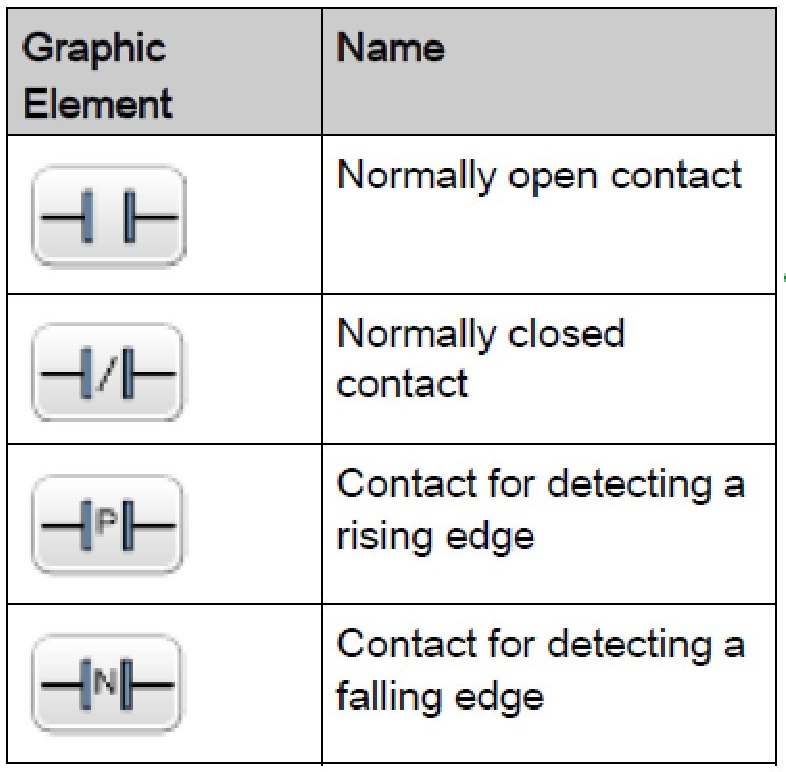 Graphic
Element
Name
Normally open contact
/
Normally closed
contact
P
Contact for detecting a
rising edge
N
Contact for detecting a
falling edge